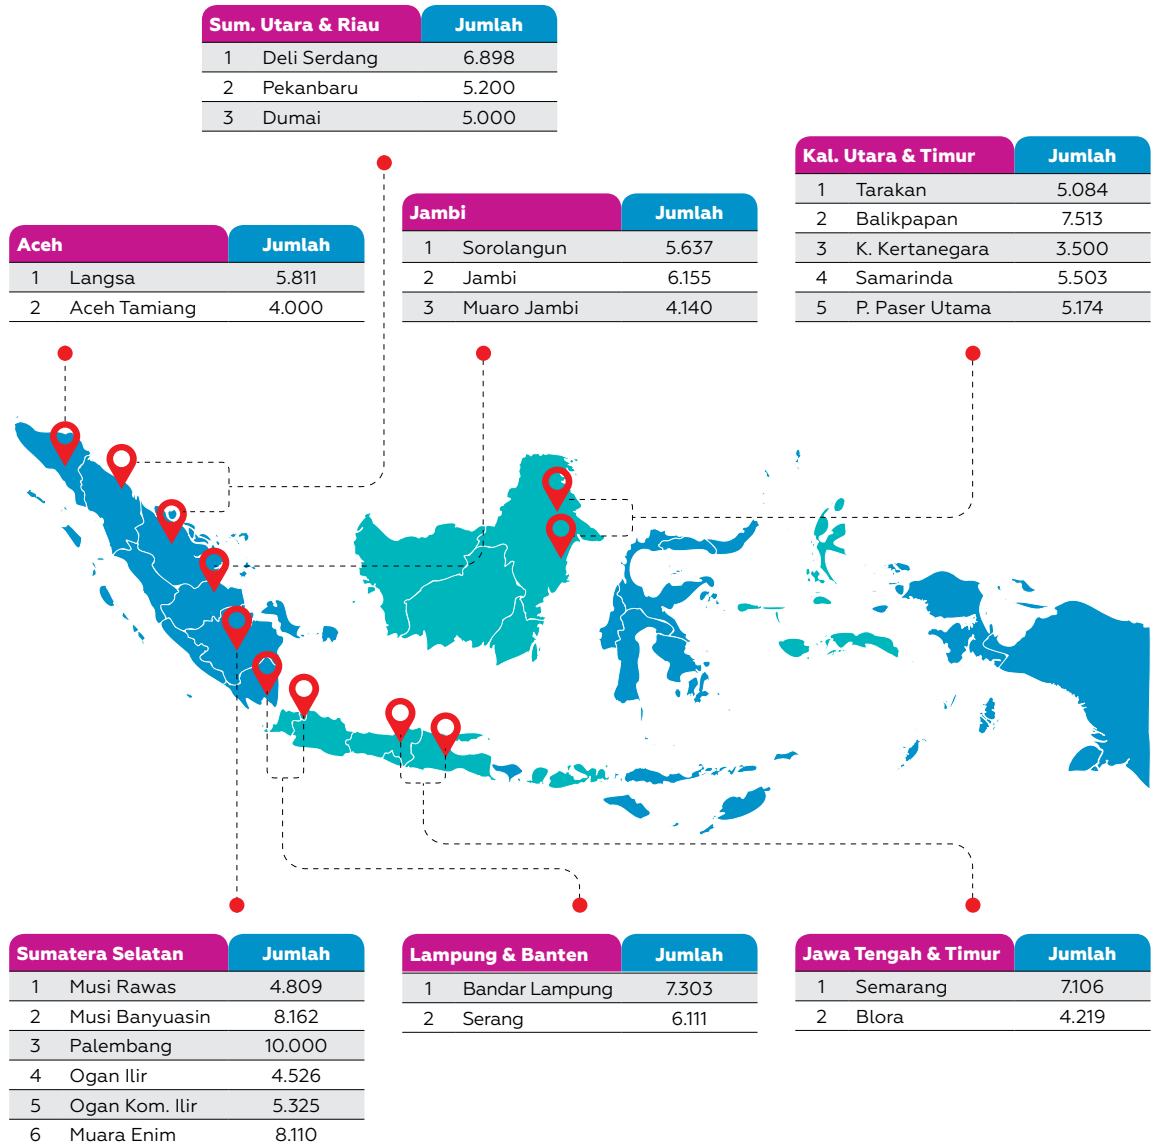 Sum. Utara & Riau Jumlah
1 Deli Serdang 6.898
2 Pekanbaru 5.200
3 Dumai 5.000
Kal. Utara & Timur Jumlah
1 Tarakan 5.084
2 Balikpapan 7.513
3 K. Kertanegara 3.500
4 Samarinda 5.503
5 P. Paser Utama 5.174
Jambi Jumlah
1 Sorolangun 5.637
2 Jambi 6.155
3 Muaro Jambi 4.140
Aceh Jumlah
1 Langsa 5.811
2 Aceh Tamiang 4.000
Sumatera Selatan Jumlah
1 Musi Rawas 4.809
2 Musi Banyuasin 8.162
3 Palembang 10.000
4 Ogan Ilir 4.526
5 Ogan Kom. Ilir 5.325
6 Muara Enim 8.110
Lampung & Banten Jumlah
1 Bandar Lampung 7.303
2 Serang 6.111
Jawa Tengah & Timur Jumlah
1 Semarang 7.106
2 Blora 4.219